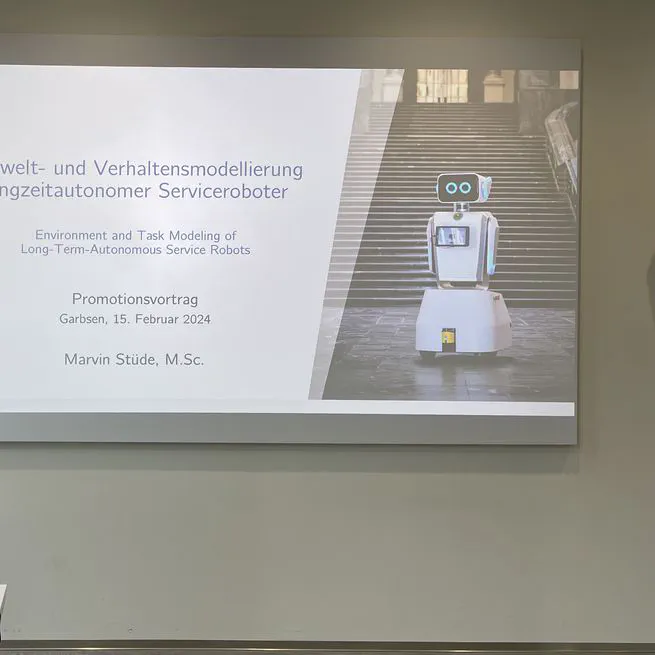 welt- und Verhaltensmodellierung
ngzeitautonomer Serviceroboter
Environment and Task Modeling of
Long-Term-Autonomous Service Robots
Promotionsvortrag
Garbsen, 15. Februar 2024
Marvin Stüde, M.Sc.